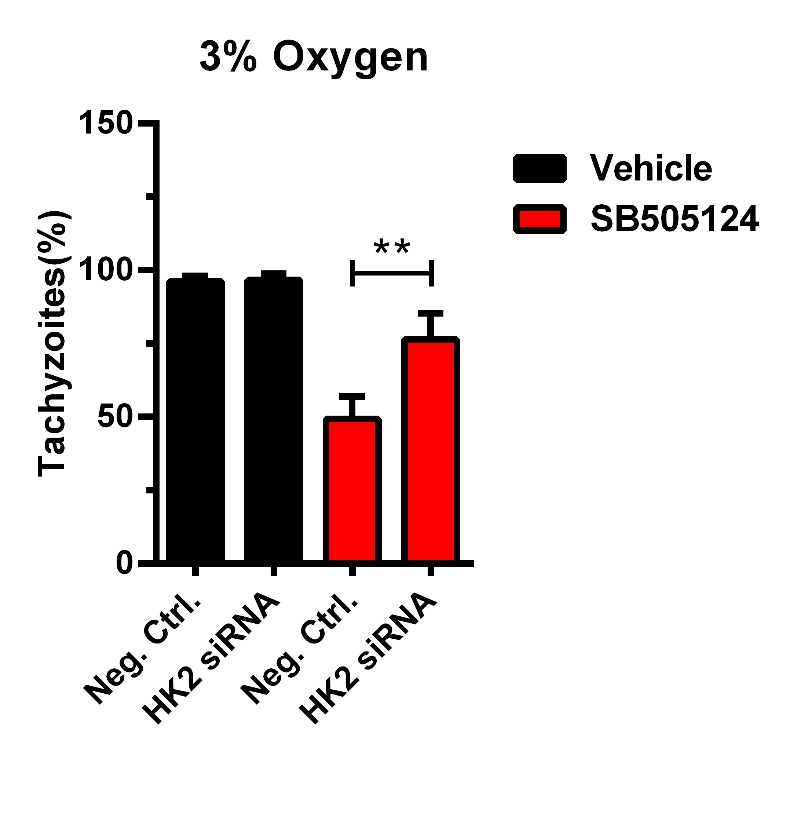 3% Oxygen
150
100
50
0
Tachyzoites(%)
**
Vehicle
SB505124
Neg. Ctrl.
HK2 siRNA
Neg. Ctrl.
HK2 siRNA